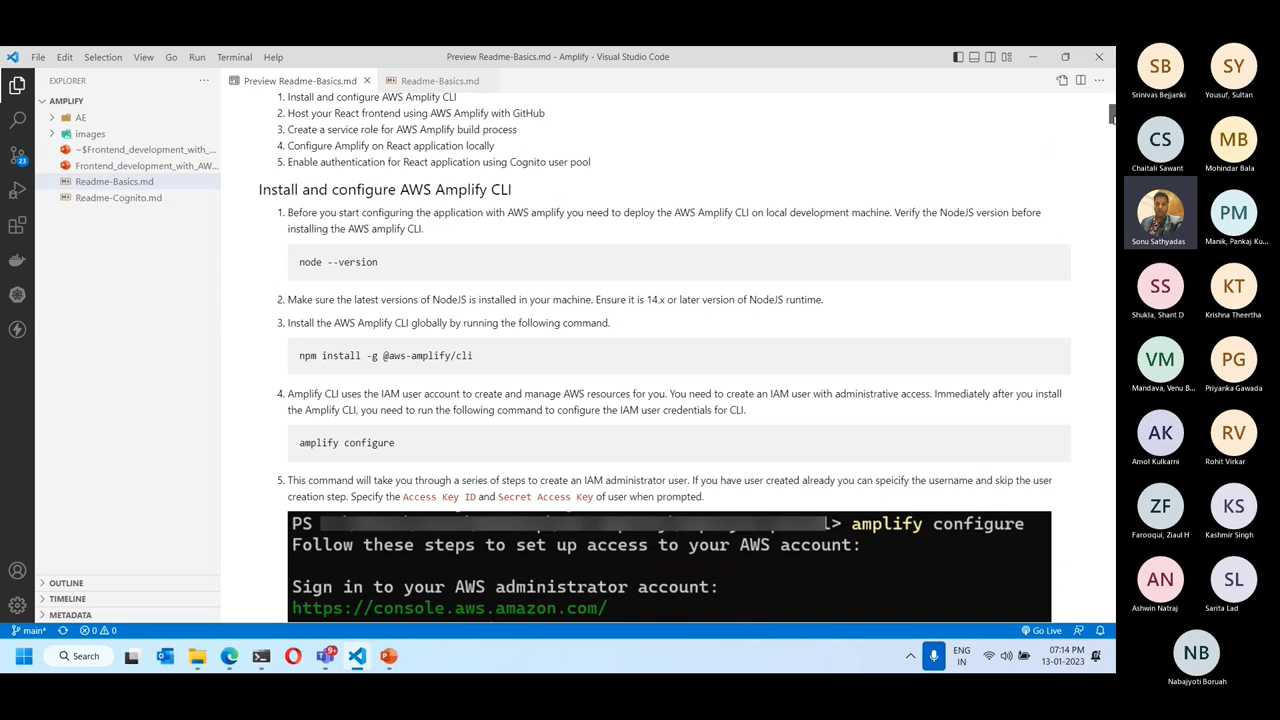 File Edit Selection View Go Run Terminal Help
Preview Readme-Basics.md - Amplify - Visual Studio Code
EXPLORER
Preview Readme-Basics.md
Readme-Basics.md
AMPLIFY
AE
images
~$Frontend_development_with_...
Frontend_development_with_AW...
Readme-Basics.md
Readme-Cognito.md
23
1. Install and configure AWS Amplify CLI
2. Host your React frontend using AWS Amplify with GitHub
3. Create a service role for AWS Amplify build process
4. Configure Amplify on React application locally
5. Enable authentication for React application using Cognito user pool
Install and configure AWS Amplify CLI
1. Before you start configuring the application with AWS amplify you need to deploy the AWS Amplify CLI on local development machine. Verify the NodeJS version before
installing the AWS amplify CLI.
node --version
2. Make sure the latest versions of NodeJS is installed in your machine. Ensure it is 14.x or later version of NodeJS runtime.
3. Install the AWS Amplify CLI globally by running the following command.
npm install -g @aws-amplify/cli
4. Amplify CLI uses the IAM user account to create and manage AWS resources for you. You need to create an IAM user with administrative access. Immediately after you install
the Amplify CLI, you need to run the following command to configure the IAM user credentials for CLI.
amplify configure
5. This command will take you through a series of steps to create an IAM administrator user. If you have user created already you can speicify the username and skip the user
creation step. Specify the Access Key ID and Secret Access Key of user when prompted.
PS l> amplify configure
Follow these steps to set up access to your AWS account:
Sign in to your AWS administrator account:
https://console.aws.amazon.com/
OUTLINE
TIMELINE
METADATA
main* 0 0
Go Live
Search
9+
ENG
IN
07:14 PM
13-01-2023
SB
Srinivas Bejjanki
SY
Yousuf, Sultan
CS
Chaitali Sawant
MB
Mohindar Bala
Sonu Sathyadas
PM
Manik, Pankaj Ku...
SS
Shukla, Shant D
KT
Krishna Theertha
VM
Mandava, Venu B...
PG
Priyanka Gawada
AK
Amol Kulkarni
RV
Rohit Virkar
ZF
Farooqui, Ziaul H
KS
Kashmir Singh
AN
Ashwin Natraj
SL
Sarita Lad
NB
Nabajyoti Boruah